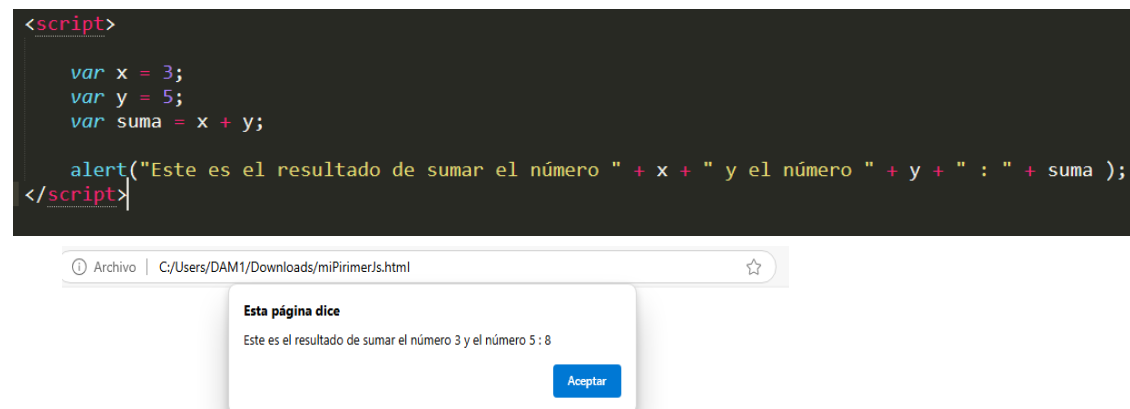 <script>
var x = 3;
var y = 5;
var suma = x + y;
alert("Este es el resultado de sumar el número " + x + " y el número " + y + " : " + suma );
</script>
Archivo | C:/Users/DAM1/Downloads/miPirimerJs.html
Esta página dice
Este es el resultado de sumar el número 3 y el número 5 : 8
Aceptar